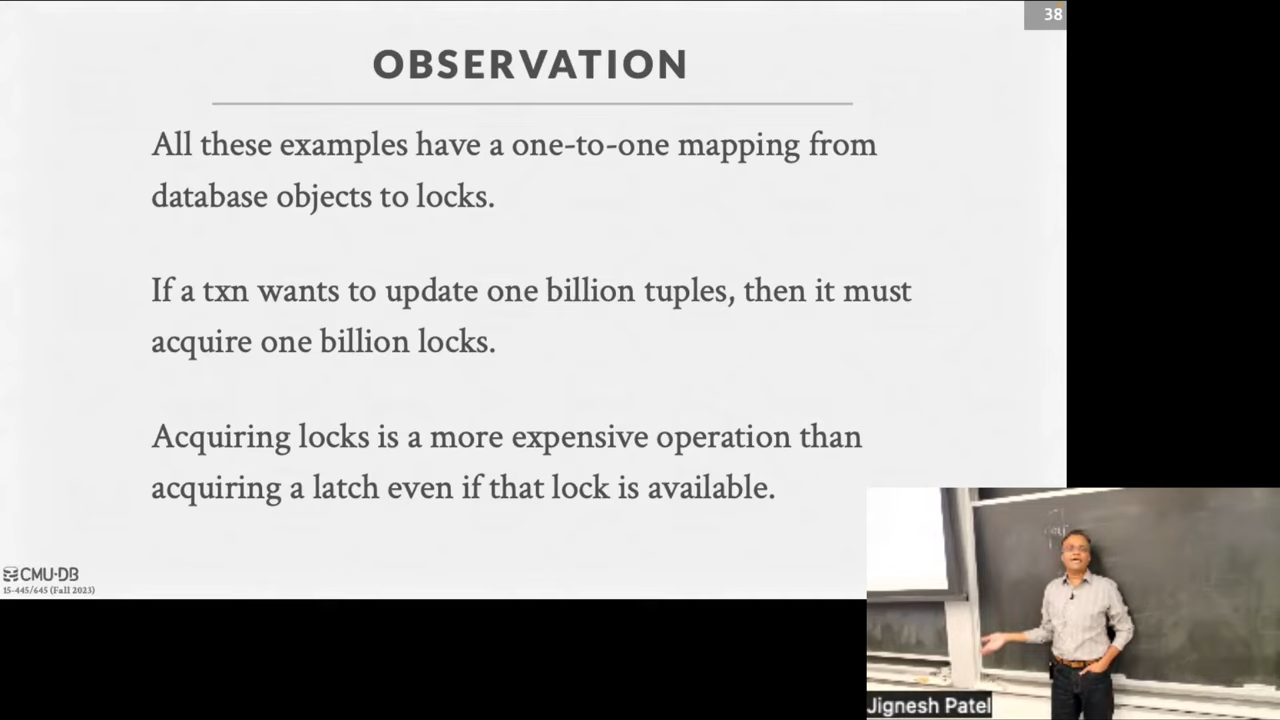 38
OBSERVATION
All these examples have a one-to-one mapping from
database objects to locks.
If a txn wants to update one billion tuples, then it must
acquire one billion locks.
Acquiring locks is a more expensive operation than
acquiring a latch even if that lock is available.
CMU·DB
15-445/645 (Fall 2023)
Jignesh Patel